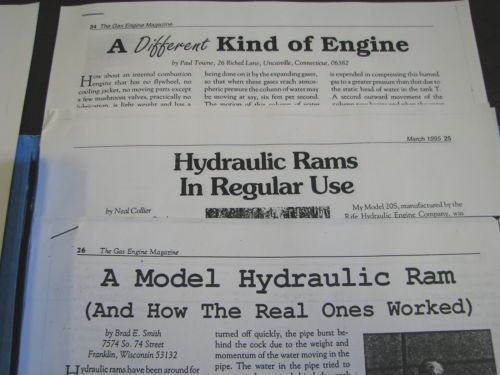 34 The Gas Engine Magazine
A Different Kind of Engine
by Paul Towne, 26 Riched Lane, Uncasville, Connecticut, 06382
How about an internal combustion
engine that has no flywheel, no
cooling jacket, no moving parts except
a few mushroom valves, practically no
lubrication, is light weight and has a
being done on it by the expanding gases,
so that when these gases reach atmos-
pheric pressure the column of water may
be moving at say, six feet per second.
The motion of this column of water
is expended in compressing this burned
gas to a greater pressure than that due to
the static head of water in the tank T.
A second outward movement of the
March 1995 25
Hydraulic Rams
In Regular Use
by Neal Collier
My Model 20S, manufactured by the
Rife Hydraulic Engine Company, was
26 The Gas Engine Magazine
A Model Hydraulic Ram
(And How The Real Ones Worked)
by Brad E. Smith
7574 So. 74 Street
Franklin, Wisconsin 53132
Hydraulic rams have been around for
turned off quickly, the pipe burst be-
hind the cock due to the weight and
momentum of the water moving in the
pipe. The water in the pipe tried to